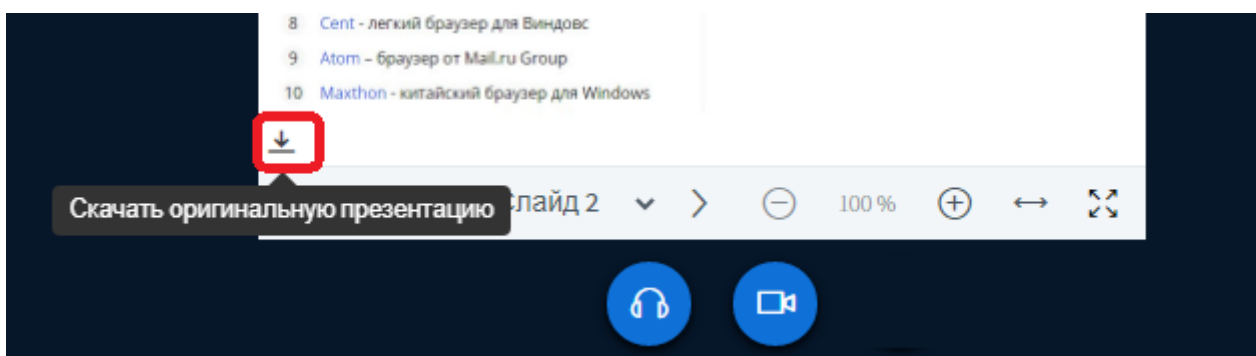 8 Cent - легкий браузер для Виндовс
9 Atom – браузер от Mail.ru Group
10 Maxthon - китайский браузер для Windows
Скачать оригинальную презентацию
лайд 2 100 %